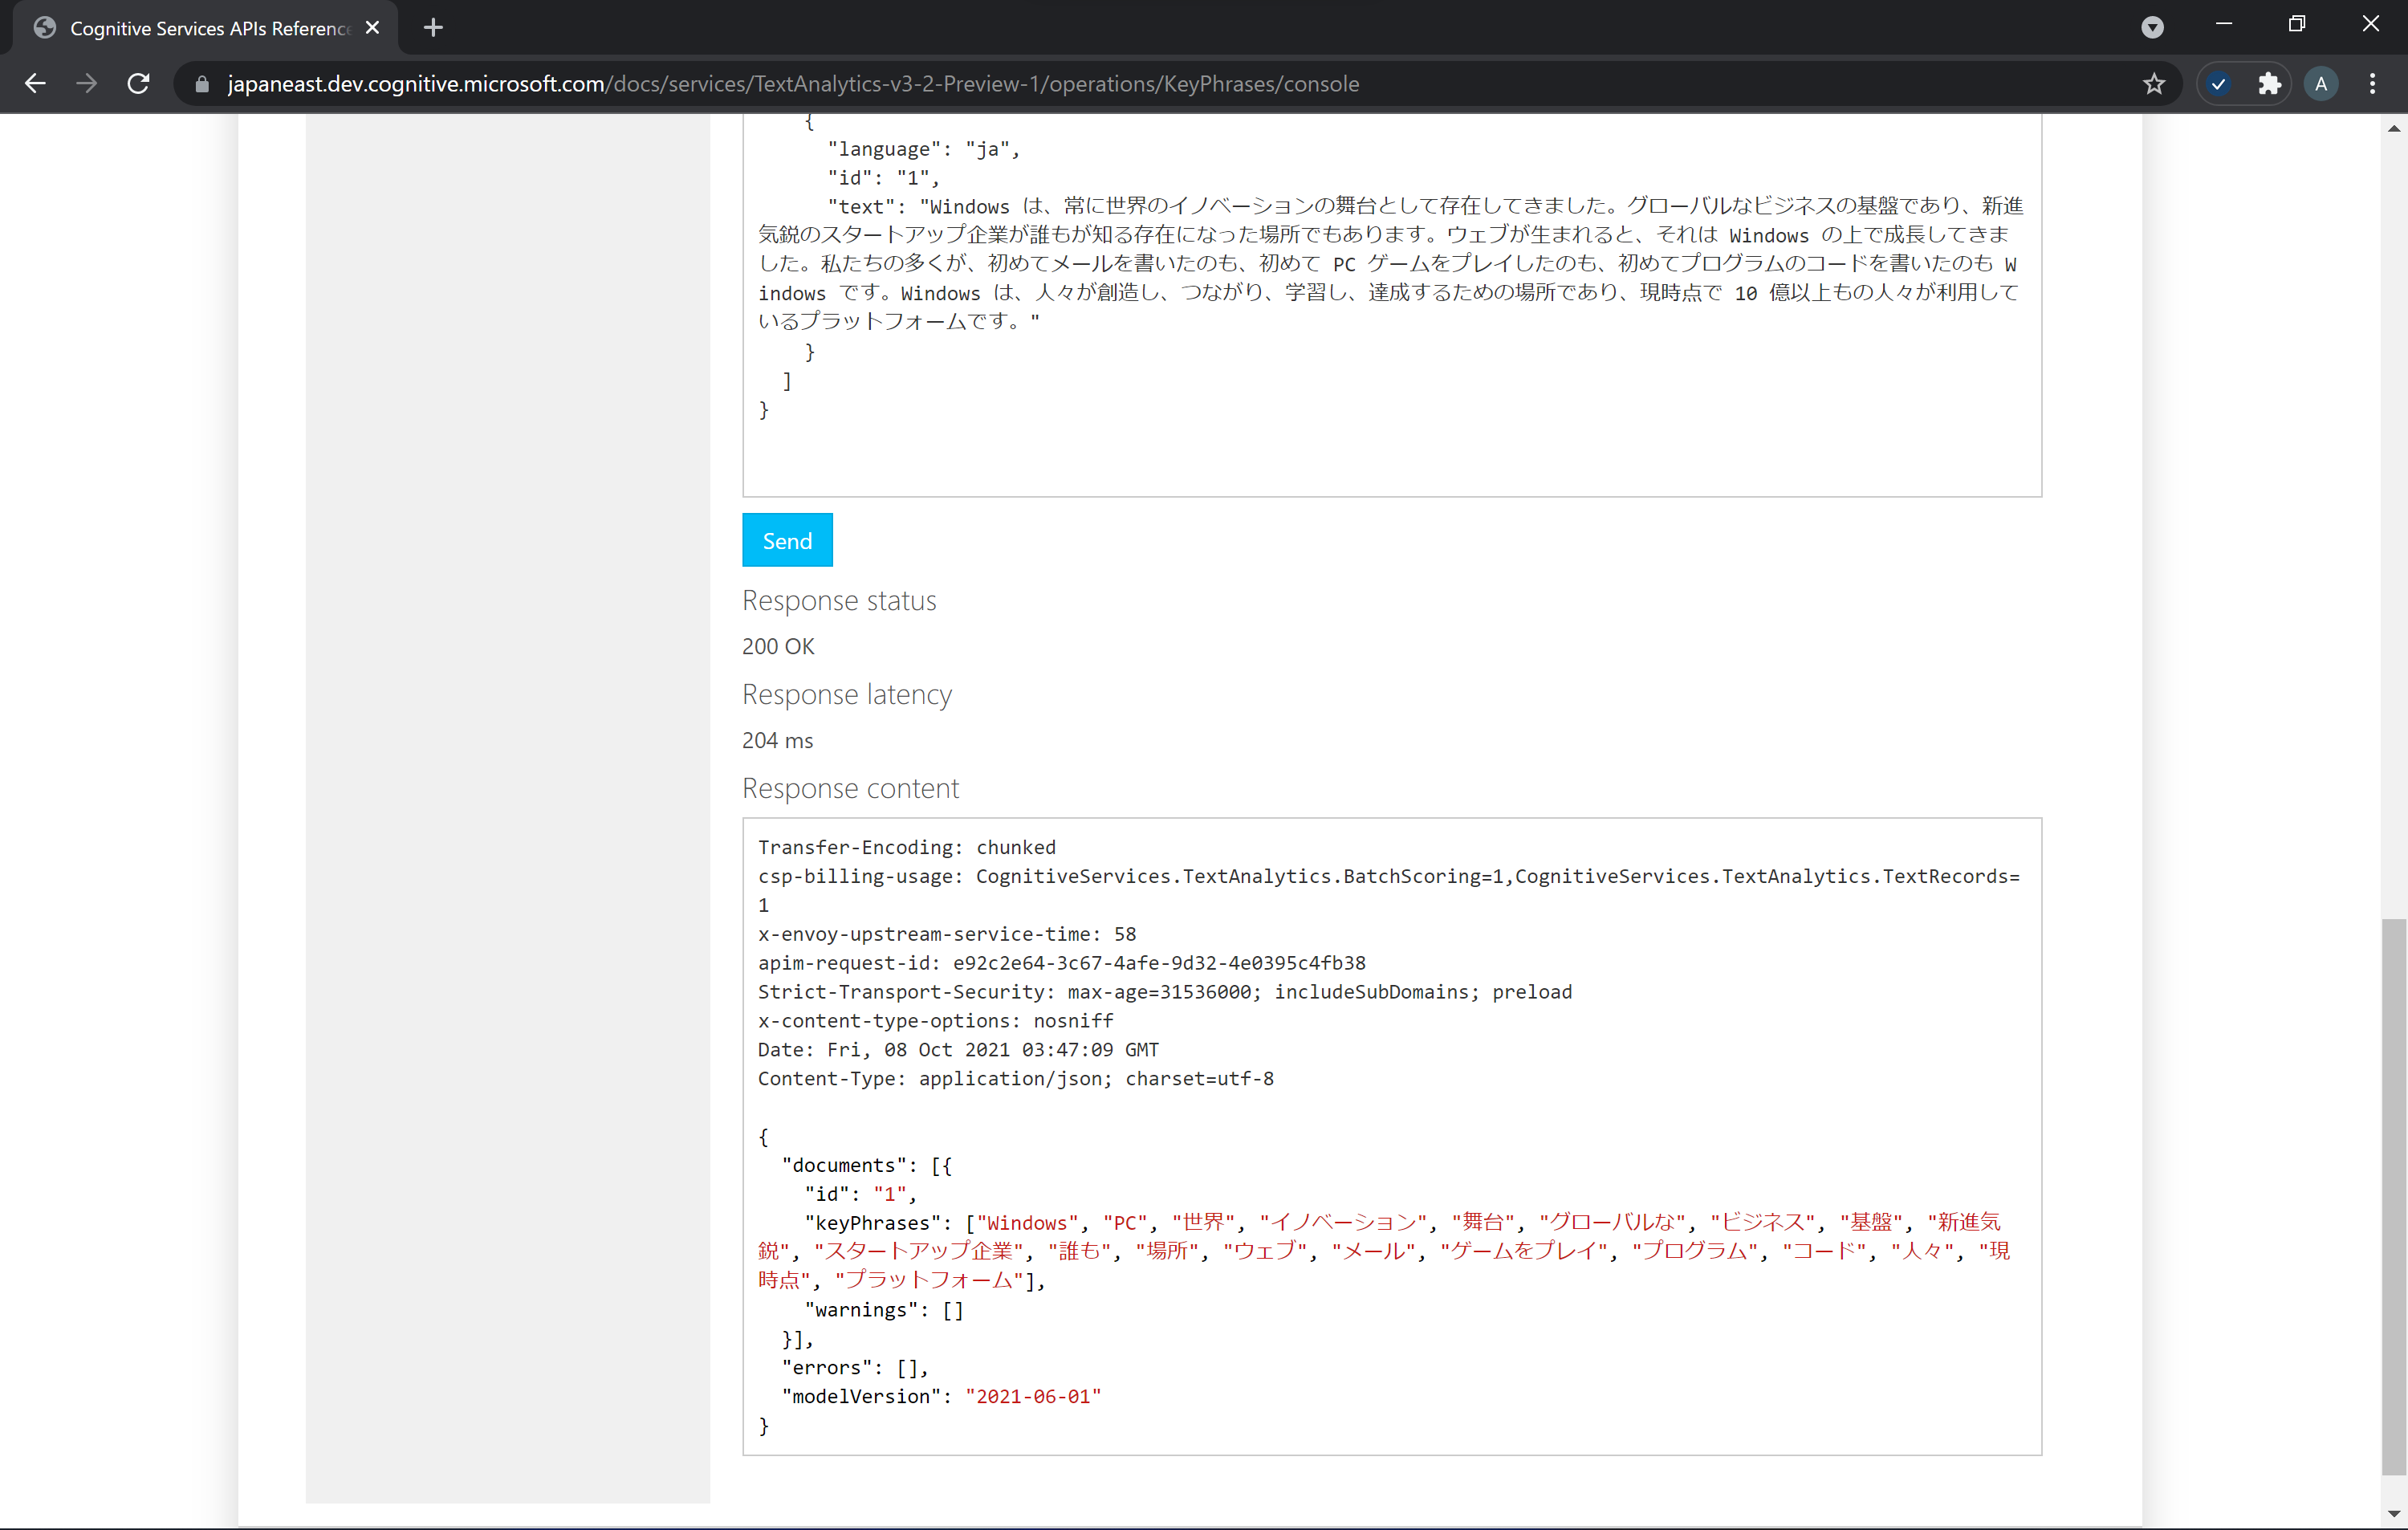 Cognitive Services APIs Reference
japaneast.dev.cognitive.microsoft.com/docs/services/TextAnalytics-v3-2-Preview-1/operations/KeyPhrases/console
A
{
"language": "ja",
"id": "1",
"text": "Windows は、常に世界のイノベーションの舞台として存在してきました。グローバルなビジネスの基盤であり、新進
気鋭のスタートアップ企業が誰もが知る存在になった場所でもあります。ウェブが生まれると、それは Windows の上で成長してきま
した。私たちの多くが、初めてメールを書いたのも、初めて PC ゲームをプレイしたのも、初めてプログラムのコードを書いたのも W
indows です。Windows は、人々が創造し、つながり、学習し、達成するための場所であり、現時点で 10 億以上もの人々が利用して
いるプラットフォームです。"
}
]
}
Send
Response status
200 OK
Response latency
204 ms
Response content
Transfer-Encoding: chunked
csp-billing-usage: CognitiveServices.TextAnalytics.BatchScoring=1,CognitiveServices.TextAnalytics.TextRecords=
1
x-envoy-upstream-service-time: 58
apim-request-id: e92c2e64-3c67-4afe-9d32-4e0395c4fb38
Strict-Transport-Security: max-age=31536000; includeSubDomains; preload
x-content-type-options: nosniff
Date: Fri, 08 Oct 2021 03:47:09 GMT
Content-Type: application/json; charset=utf-8
{
"documents": [{
"id": "1",
"keyPhrases": ["Windows", "PC", "世界", "イノベーション", "舞台", "グローバルな", "ビジネス", "基盤", "新進気
鋭", "スタートアップ企業", "誰も", "場所", "ウェブ", "メール", "ゲームをプレイ", "プログラム", "コード", "人々", "現
時点", "プラットフォーム"],
"warnings": []
}],
"errors": [],
"modelVersion": "2021-06-01"
}